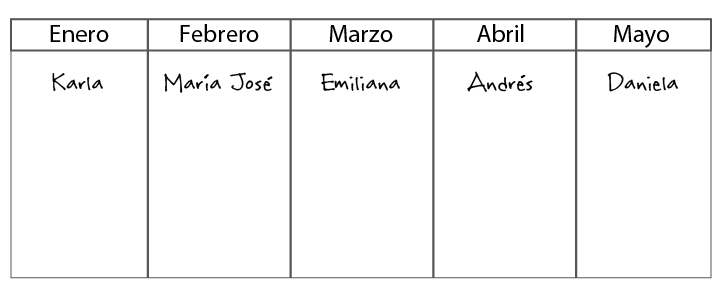 Enero Febrero Marzo Abril Mayo
Karla María José Emiliana Andrés Daniela